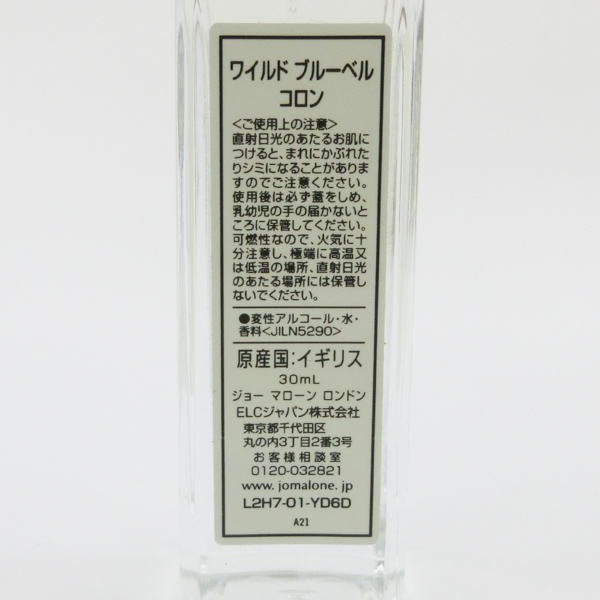 ワイルド ブルーベル
コロン
＜ご使用上の注意＞
直射日光のあたるお肌に
つけると、まれにかぶれた
りシミになることがありま
すのでご注意ください。
使用後は必ず蓋をしめ、
乳幼児の手の届かないと
ころに保管してください。
可燃性なので、火気に十
分注意し、極端に高温又
は低温の場所、直射日光
のあたる場所には保管し
ないでください。
●変性アルコール・水・
香料<JILN5290>
原産国：イギリス
30mL
ジョー マローン ロンドン
ELCジャパン株式会社
東京都千代田区
丸の内3丁目2番3号
お客様相談室
0120-032821
www.jomalone.jp
L2H7-01-YD6D
A21